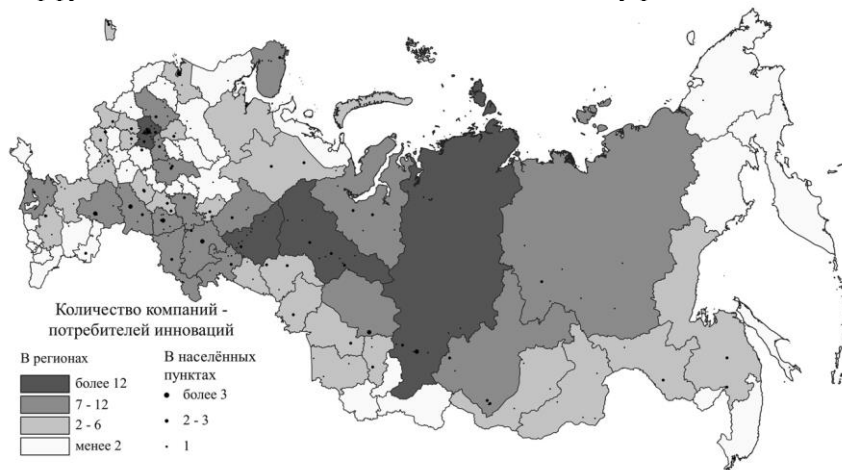 Количество компаний -
потребителей инноваций
В регионах
В населённых
пунктах
более 12
7 - 12
2 - 6
менее 2
более 3
2 - 3
1